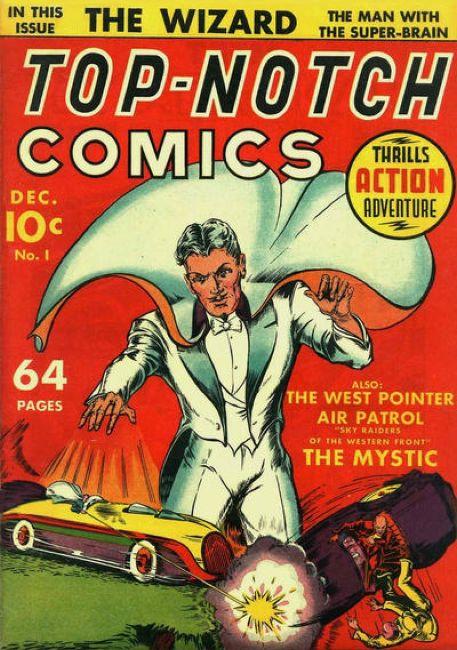 IN THIS
ISSUE
THE WIZARD
THE MAN WITH
THE SUPER-BRAIN
TOP-NOTCH
COMICS
THRILLS
ACTION
ADVENTURE
DEC.
10¢
No. 1
64
PAGES
ALSO:
THE WEST POINTER
AIR PATROL
"SKY RAIDERS
OF THE WESTERN FRONT"
THE MYSTIC